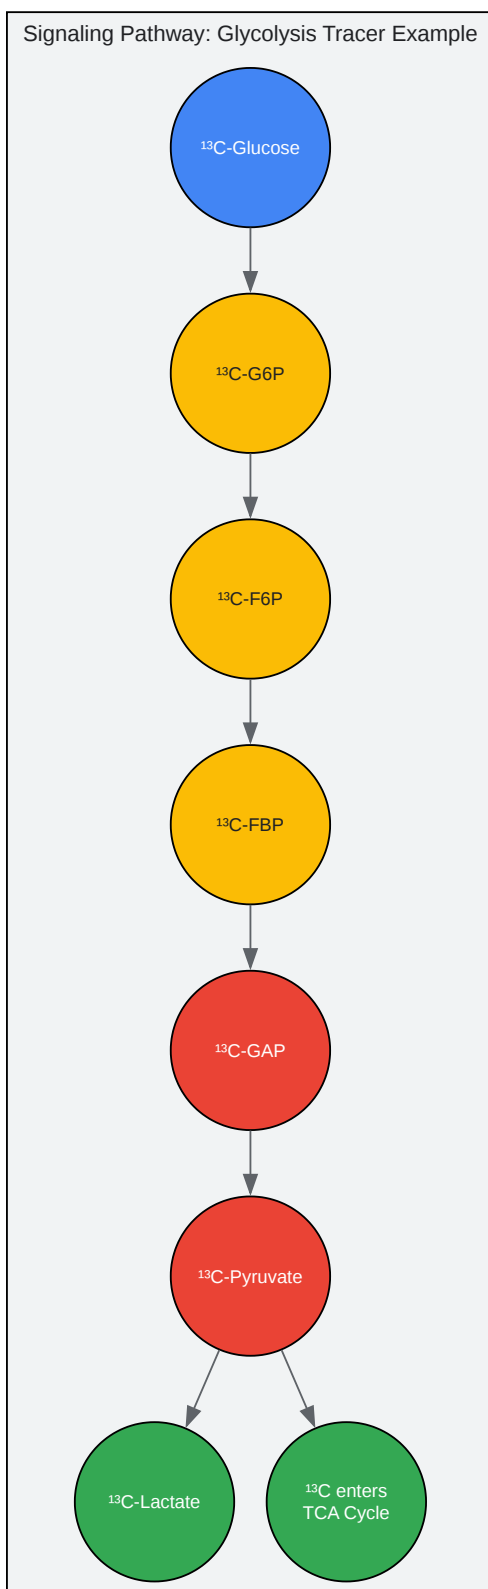 Signaling Pathway: Glycolysis Tracer Example
¹³C-Glucose
¹³C-G6P
¹³C-F6P
¹³C-FBP
¹³C-GAP
¹³C-Pyruvate
¹³C-Lactate
¹³C enters
TCA Cycle